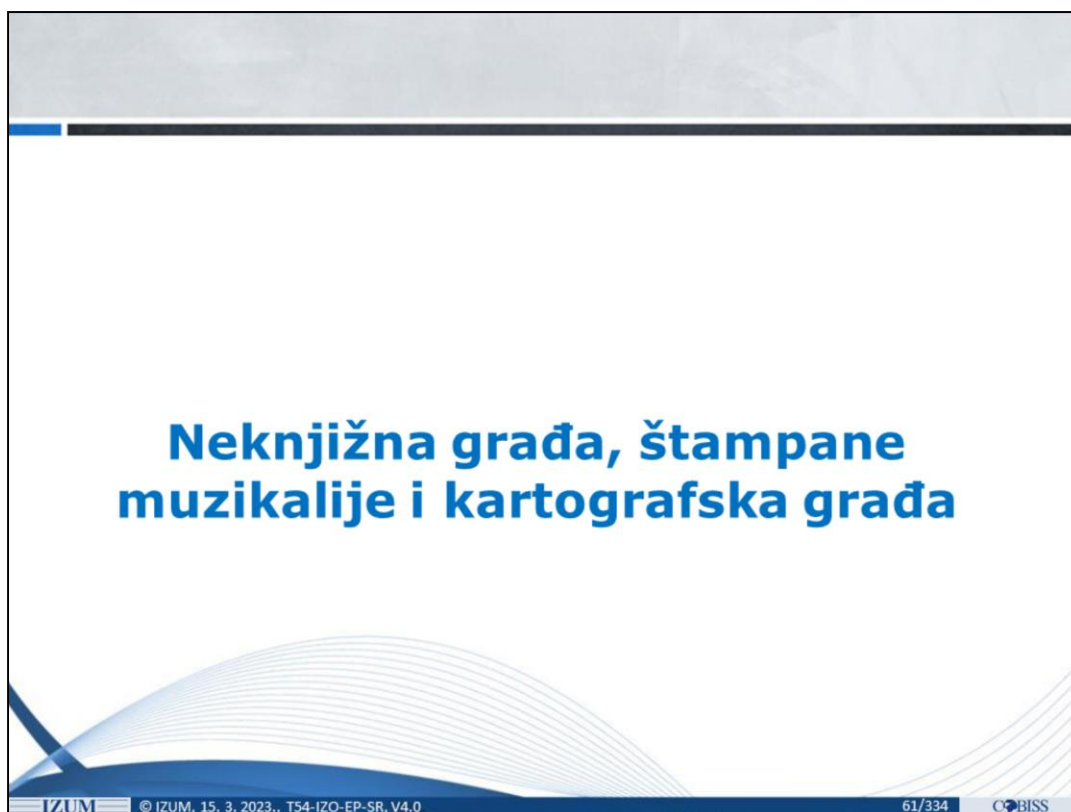 Neknjižna građa, štampane
muzikalije i kartografska građa
IZUM © IZUM, 15. 3. 2023., T54-IZO-EP-SR, V4.0 61/334 COBISS